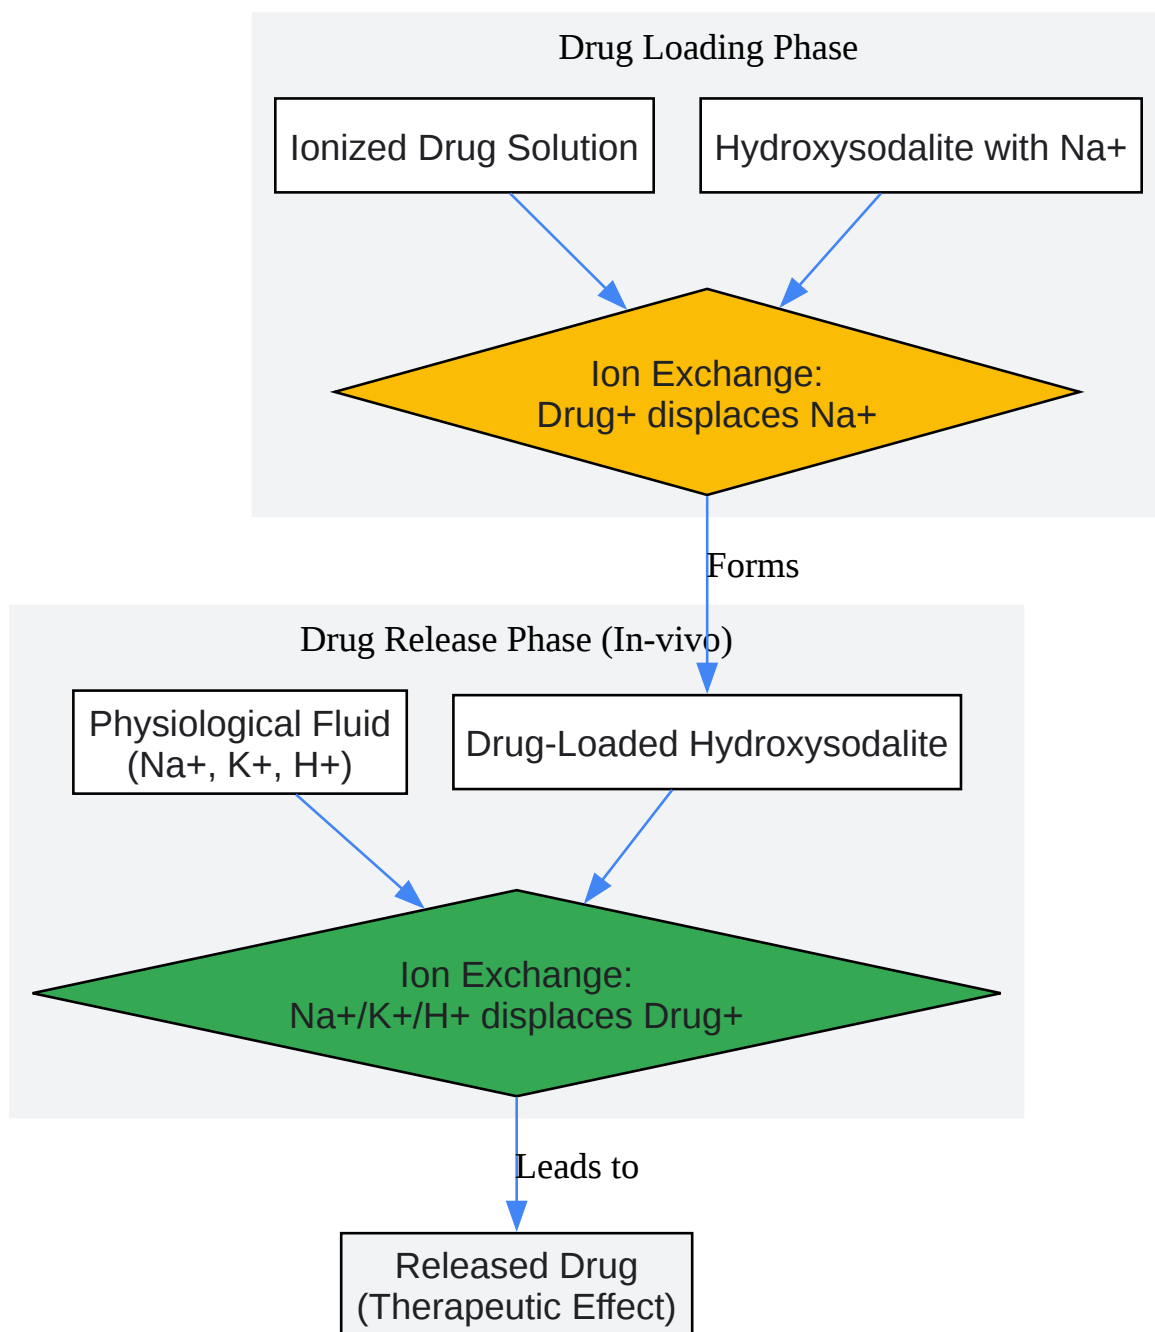 Drug Loading Phase
Ionized Drug Solution
Hydroxysodalite with Na+
Ion Exchange:
Drug+ displaces Na+
Forms
Drug Release Phase (In-vivo)
Physiological Fluid
(Na+, K+, H+)
Drug-Loaded Hydroxysodalite
Ion Exchange:
Na+/K+/H+ displaces Drug+
Leads to
Released Drug
(Therapeutic Effect)